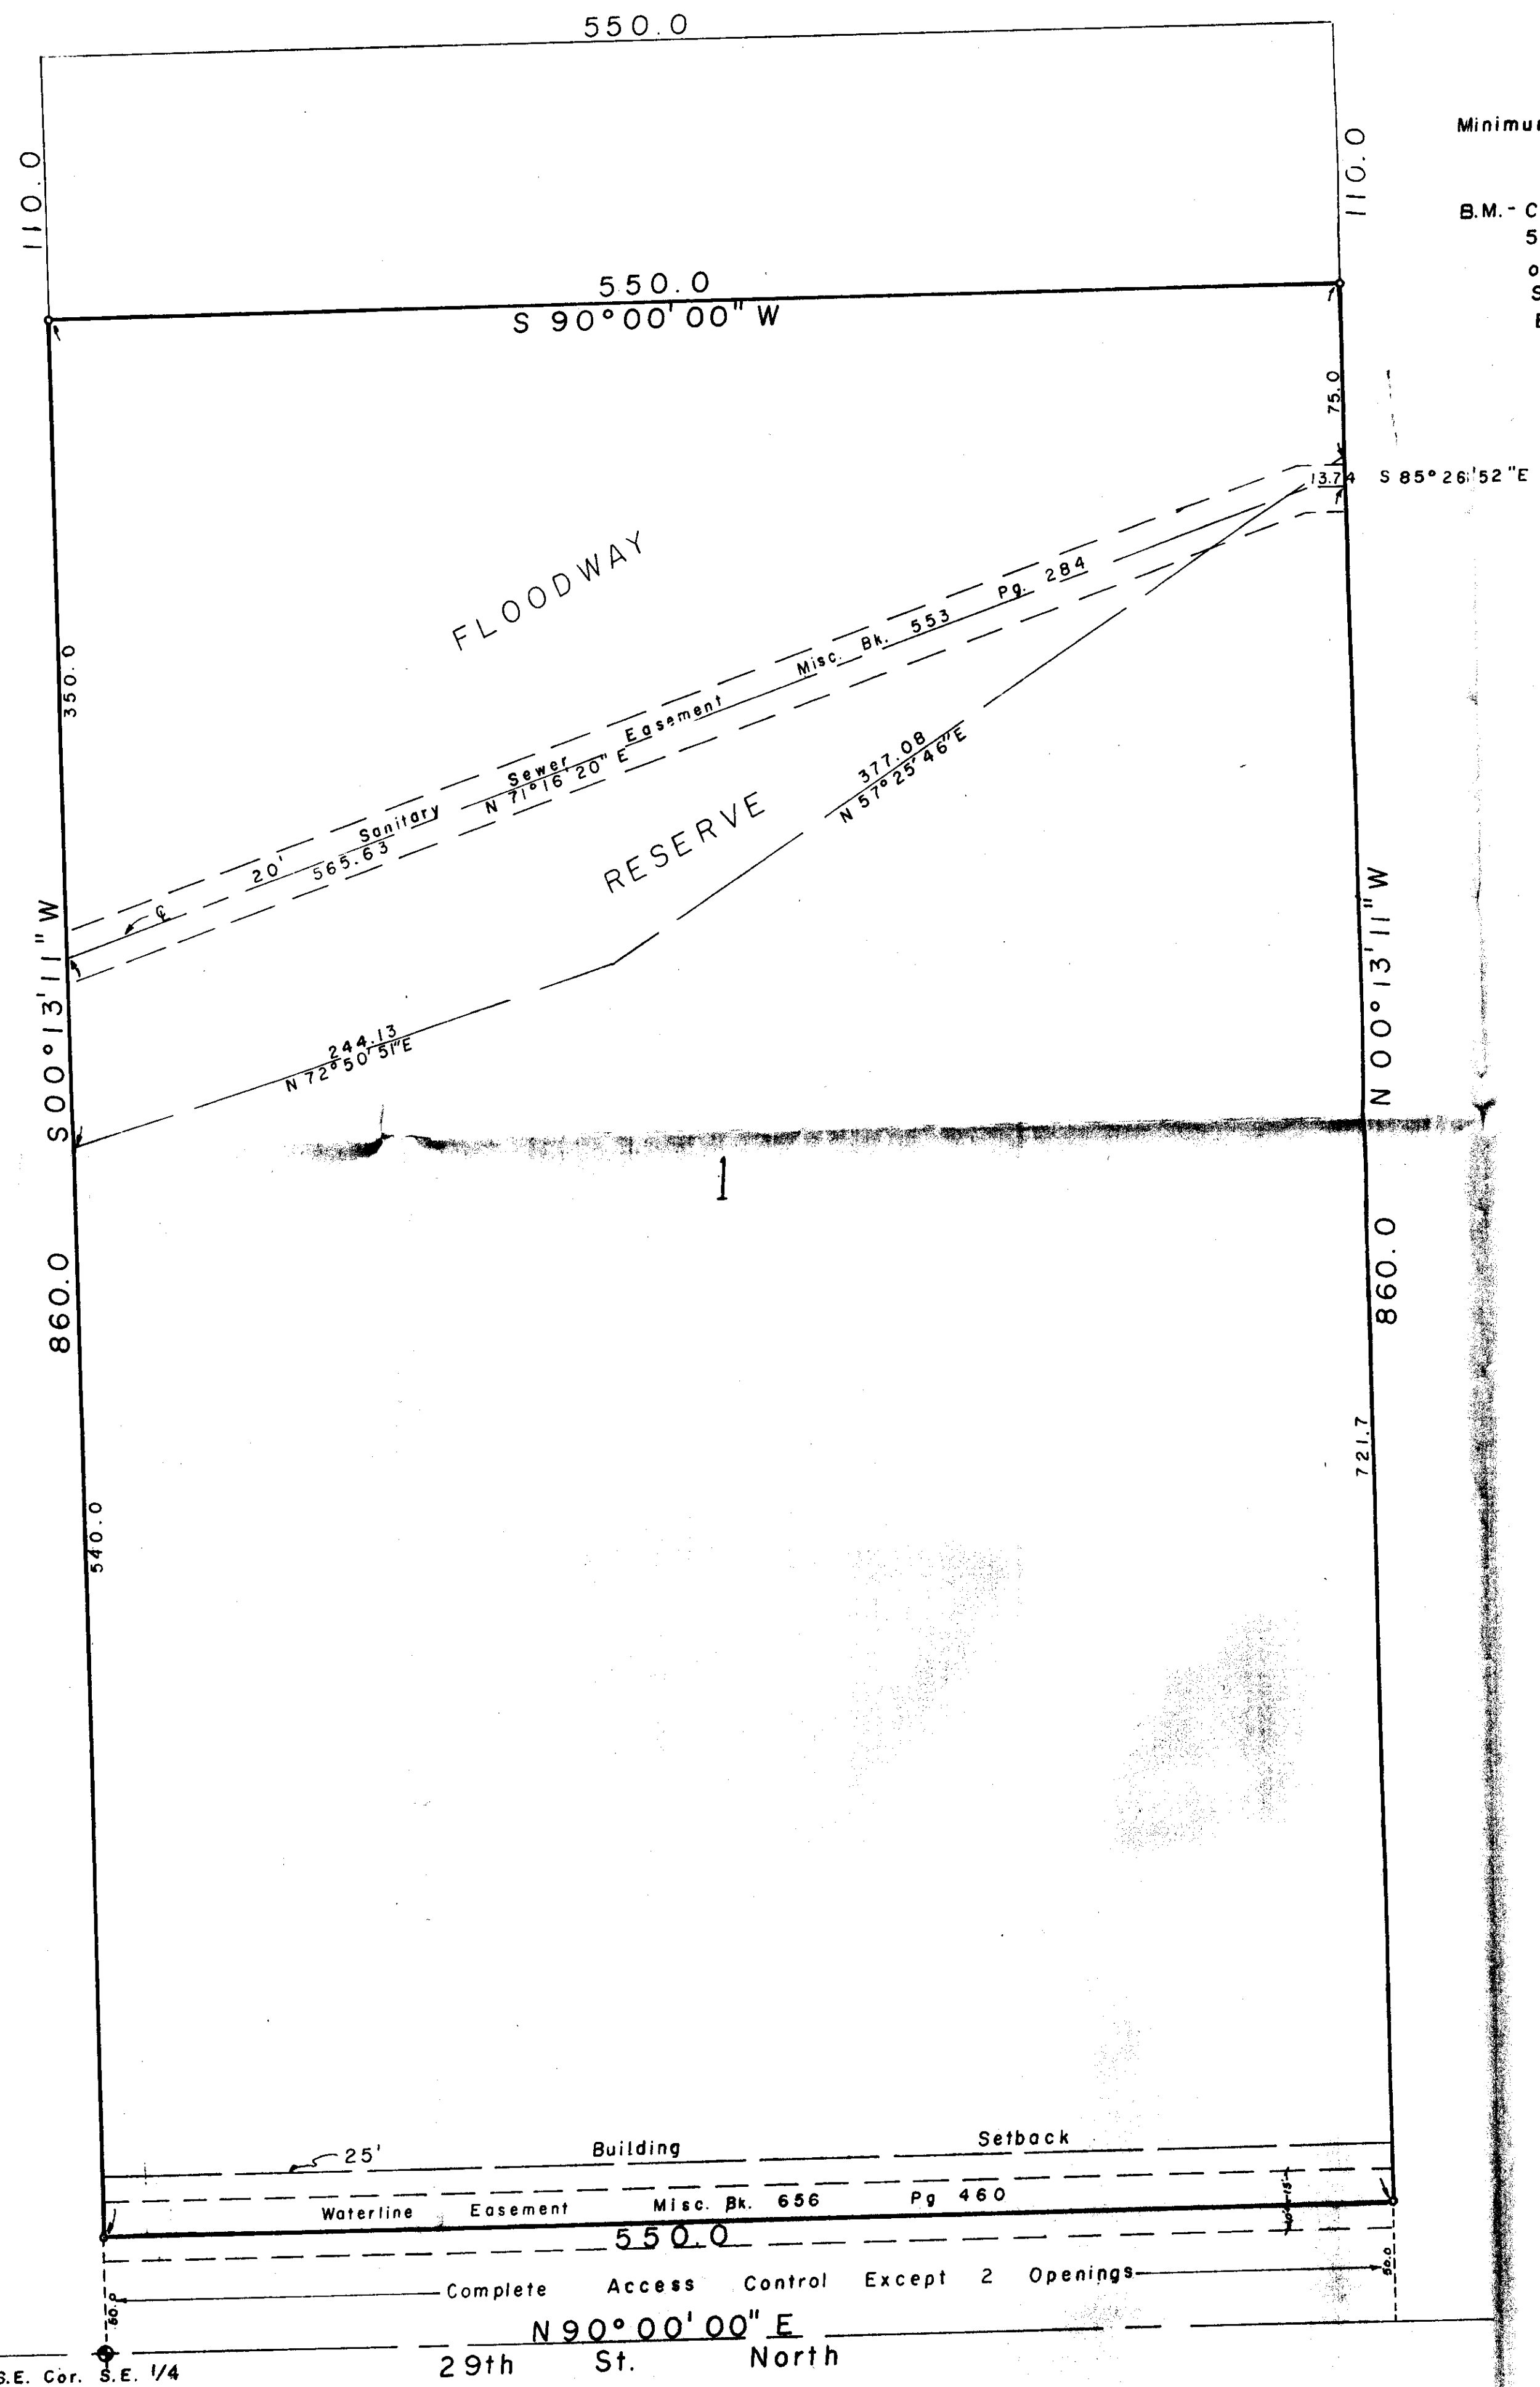 550.0
110.0
110.0
Minimu
B.M. - C
5
550.0
S 90°00'00" W
75.0
13.74
S 85°26'52"E
FLOODWAY
350.0
20' Sanitary Sewer Easement Misc. Bk. 553 Pg. 284
565.63
N 71°16'20" E
℄
RESERVE
377.08
N 57°25'46"E
244.13
N 72°50'51"E
S 00°13'11" W
N 00°13'11" W
1
860.0
860.0
721.7
540.0
25' Building Setback
Waterline Easement Misc. Bk. 656 Pg 460
15'
550.0
50.0
Complete Access Control Except 2 Openings
N 90°00'00" E
29th St. North
S.E. Cor. S.E. 1/4